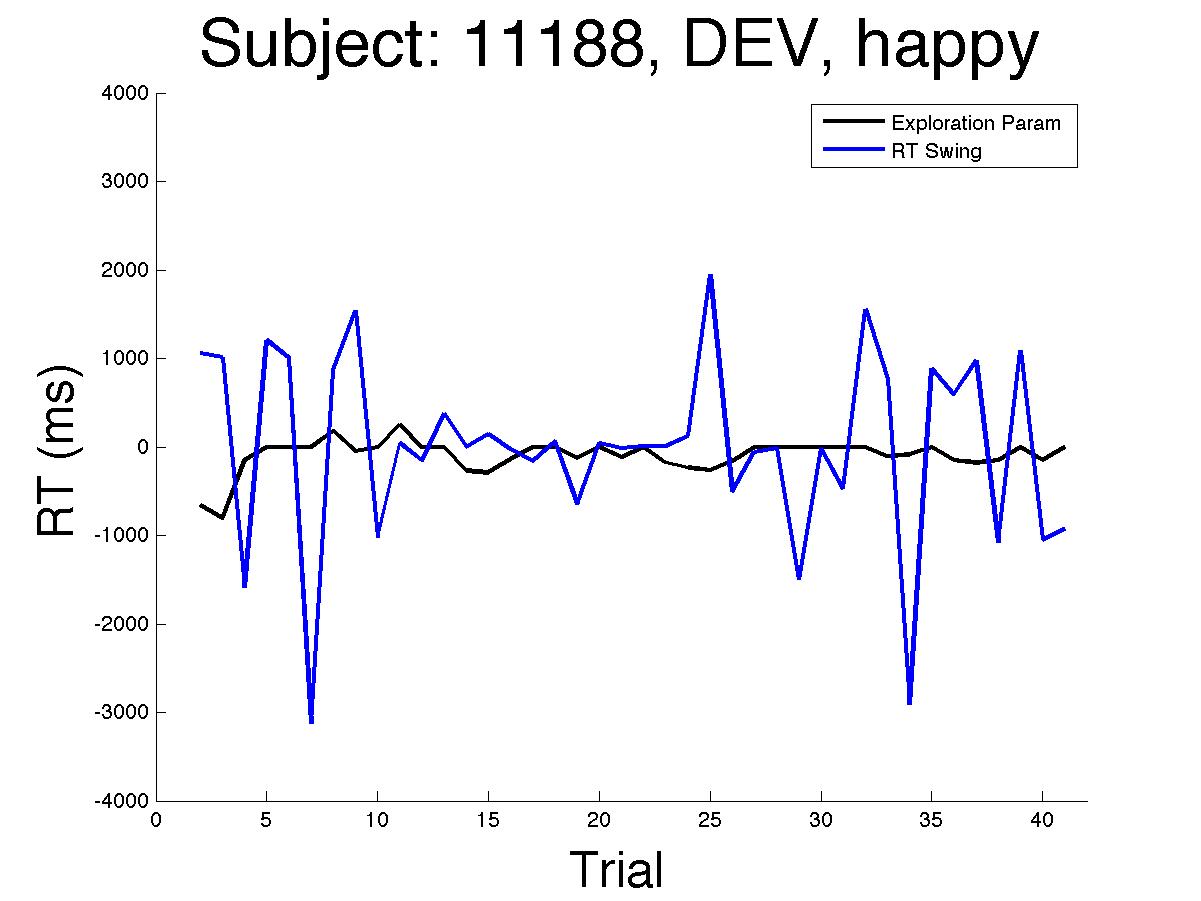 Subject: 11188, DEV, happy
4000
3000
2000
1000
0
-1000
-2000
-3000
-4000
RT (ms)
Exploration Param
RT Swing
0 5 10 15 20 25 30 35 40
Trial